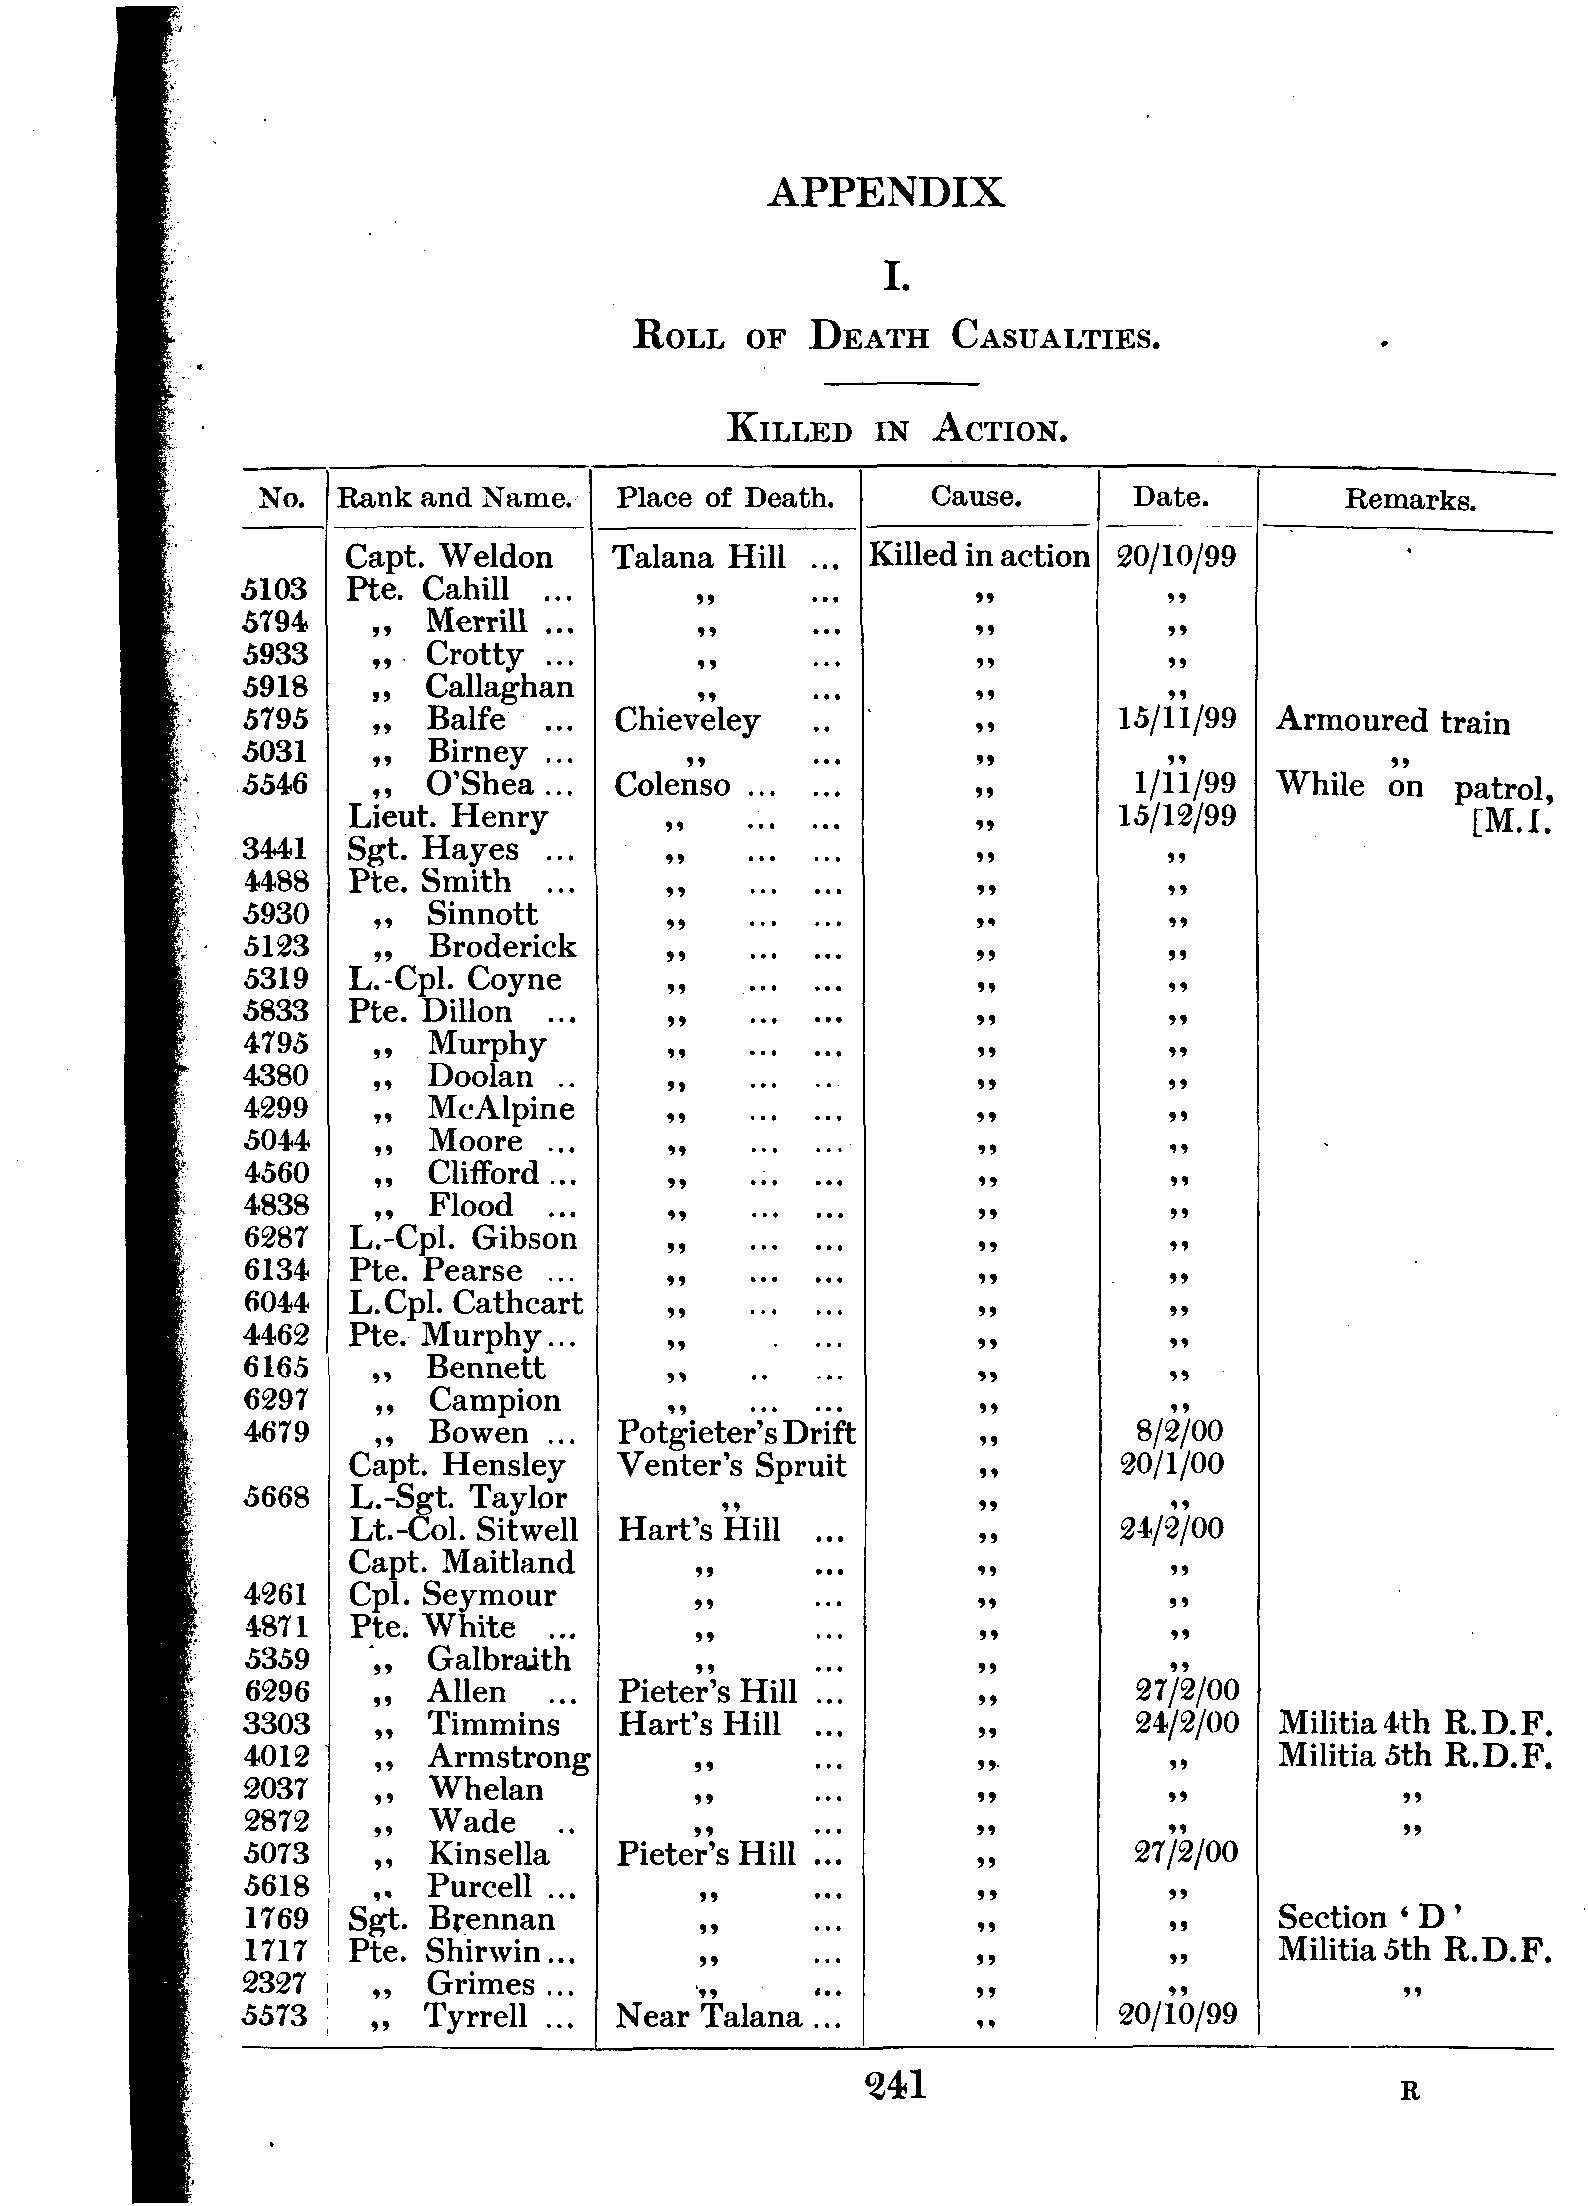 APPENDIX
I.
ROLL OF DEATH CASUALTIES.
KILLED IN ACTION.
No. Rank and Name. Place of Death. Cause. Date. Remarks.
Capt. Weldon Talana Hill ... Killed in action 20/10/99
5103 Pte. Cahill ... ,, ... ,, ,,
5794 ,, Merrill ... ,, ... ,, ,,
5933 ,, Crotty ... ,, ... ,, ,,
5918 ,, Callaghan ,, ... ,, ,,
5795 ,, Balfe ... Chieveley .. ,, 15/11/99 Armoured train
5031 ,, Birney ... ,, ... ,, ,, ,,
5546 ,, O'Shea ... Colenso ... ... ,, 1/11/99 While on patrol,
Lieut. Henry ,, ... ... ,, 15/12/99 [M.I.
3441 Sgt. Hayes ... ,, ... ... ,, ,,
4488 Pte. Smith ... ,, ... ... ,, ,,
5930 ,, Sinnott ,, ... ... ,, ,,
5123 ,, Broderick ,, ... ... ,, ,,
5319 L.-Cpl. Coyne ,, ... ... ,, ,,
5833 Pte. Dillon ... ,, ... ... ,, ,,
4795 ,, Murphy ,, ... ... ,, ,,
4380 ,, Doolan .. ,, ... .. ,, ,,
4299 ,, McAlpine ,, ... ... ,, ,,
5044 ,, Moore ... ,, ... ... ,, ,,
4560 ,, Clifford ... ,, ... ... ,, ,,
4838 ,, Flood ... ,, ... ... ,, ,,
6287 L.-Cpl. Gibson ,, ... ... ,, ,,
6134 Pte. Pearse ... ,, ... ... ,, ,,
6044 L.Cpl. Cathcart ,, ... ... ,, ,,
4462 Pte. Murphy ... ,, . ... ,, ,,
6165 ,, Bennett ,, .. ... ,, ,,
6297 ,, Campion ,, ... ... ,, ,,
4679 ,, Bowen ... Potgieter's Drift ,, 8/2/00
Capt. Hensley Venter's Spruit ,, 20/1/00
5668 L.-Sgt. Taylor ,, ,, ,,
Lt.-Col. Sitwell Hart's Hill ... ,, 24/2/00
Capt. Maitland ,, ... ,, ,,
4261 Cpl. Seymour ,, ... ,, ,,
4871 Pte. White ... ,, ... ,, ,,
5359 ,, Galbraith ,, ... ,, ,,
6296 ,, Allen ... Pieter's Hill ... ,, 27/2/00
3303 ,, Timmins Hart's Hill ... ,, 24/2/00 Militia 4th R.D.F.
4012 ,, Armstrong ,, ... ,, ,, Militia 5th R.D.F.
2037 ,, Whelan ,, ... ,, ,, ,,
2872 ,, Wade .. ,, ... ,, ,, ,,
5073 ,, Kinsella Pieter's Hill ... ,, 27/2/00
5618 ,, Purcell ... ,, ... ,, ,,
1769 Sgt. Brennan ,, ... ,, ,, Section ‘D’
1717 Pte. Shirwin ... ,, ... ,, ,, Militia 5th R.D.F.
2327 ,, Grimes ... ,, ... ,, ,, ,,
5573 ,, Tyrrell ... Near Talana ... ,, 20/10/99
241 R